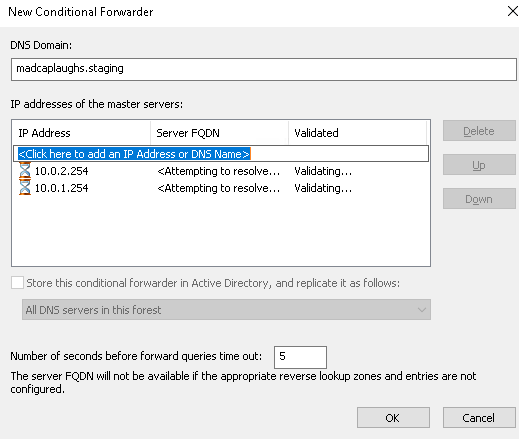 New Conditional Forwarder
DNS Domain:
madcaplaughs.staging
IP addresses of the master servers:
IP Address Server FQDN Validated
<Click here to add an IP Address or DNS Name>
10.0.2.254 <Attempting to resolve... Validating...
10.0.1.254 <Attempting to resolve... Validating...
Delete
Up
Down
Store this conditional forwarder in Active Directory, and replicate it as follows:
All DNS servers in this forest
Number of seconds before forward queries time out: 5
The server FQDN will not be available if the appropriate reverse lookup zones and entries are not
configured.
OK Cancel